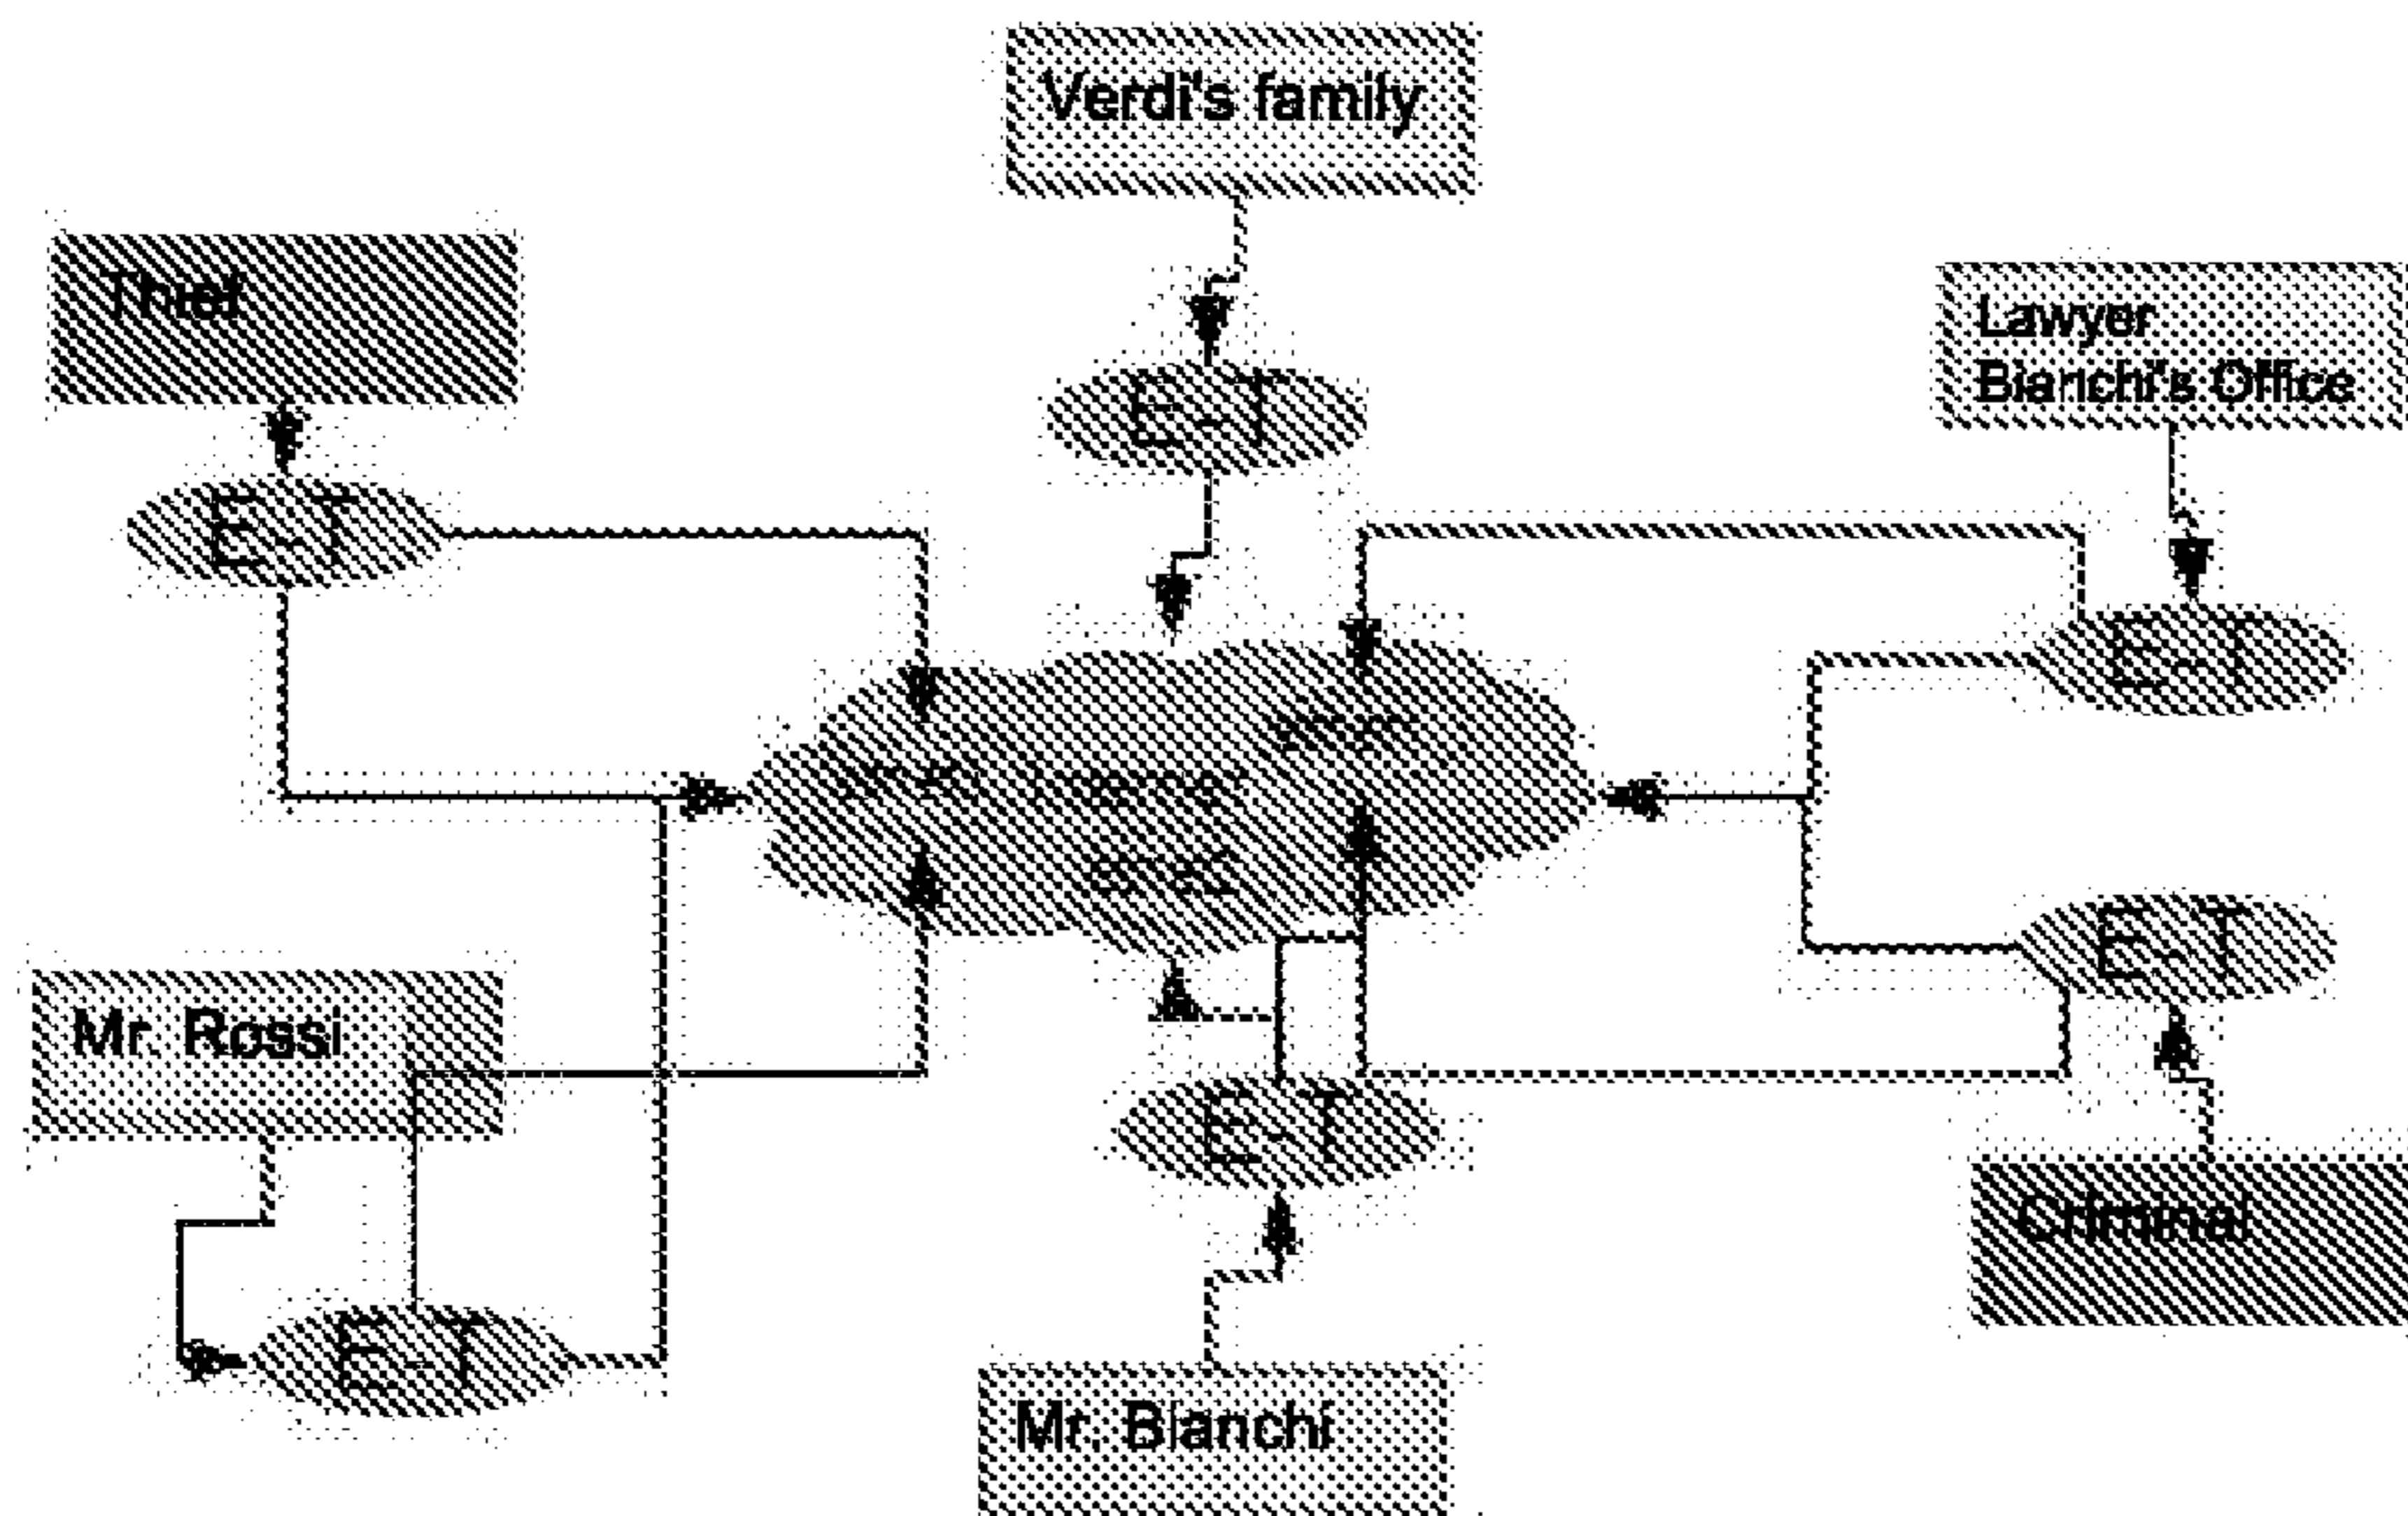 Verdi's family
Thief
E-T
Lawyer
Bianchi's Office
E-T
E-T
E-T
Mr. Rossi
E-T
Criminal
E-T
Mr. Bianchi